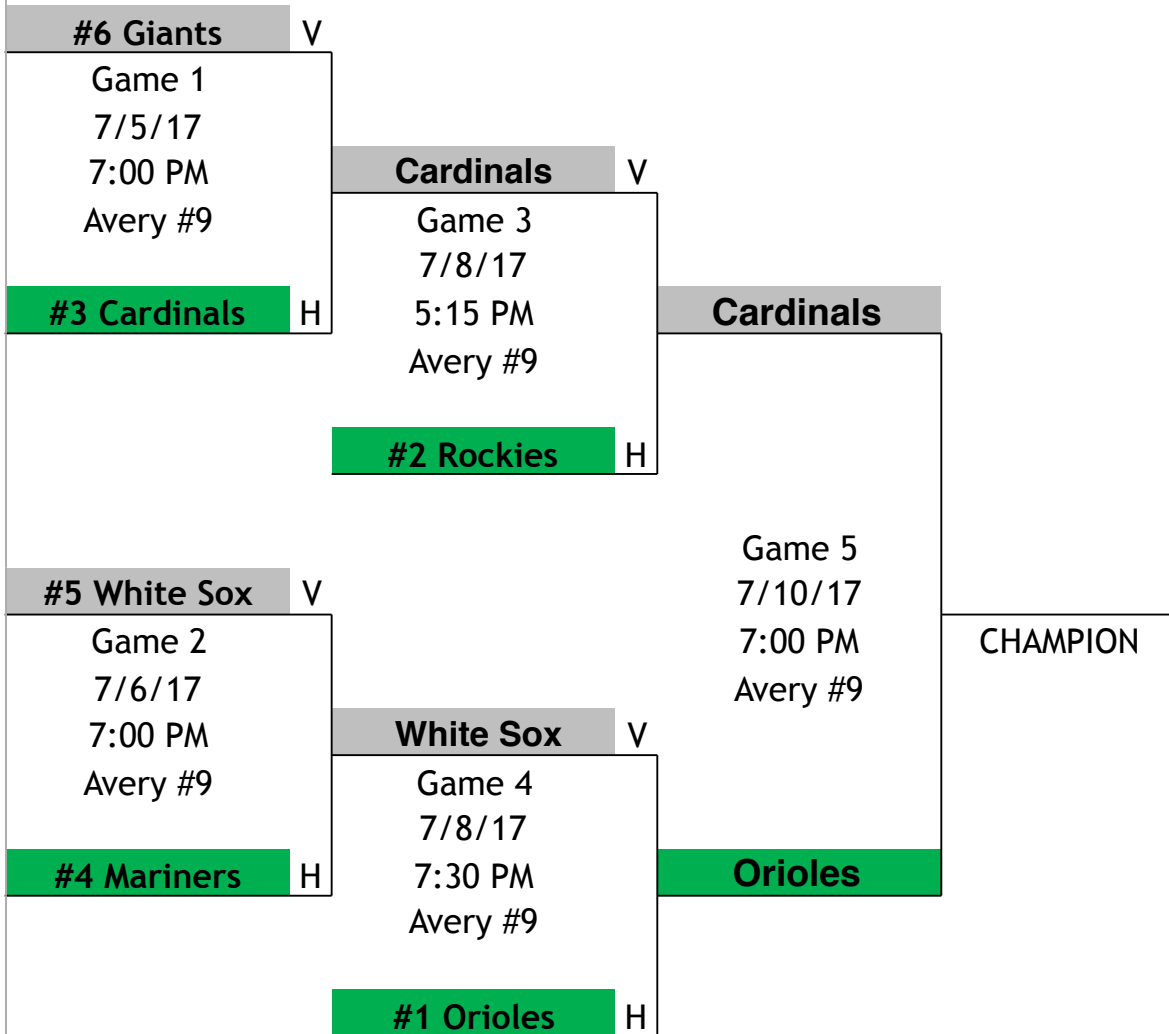 #6 Giants V
Game 1
7/5/17
7:00 PM
Avery #9
#3 Cardinals H
Cardinals V
Game 3
7/8/17
5:15 PM
Avery #9
#2 Rockies H
#5 White Sox V
Game 2
7/6/17
7:00 PM
Avery #9
#4 Mariners H
White Sox V
Game 4
7/8/17
7:30 PM
Avery #9
#1 Orioles H
Cardinals
Game 5
7/10/17
7:00 PM
Avery #9
Orioles
CHAMPION